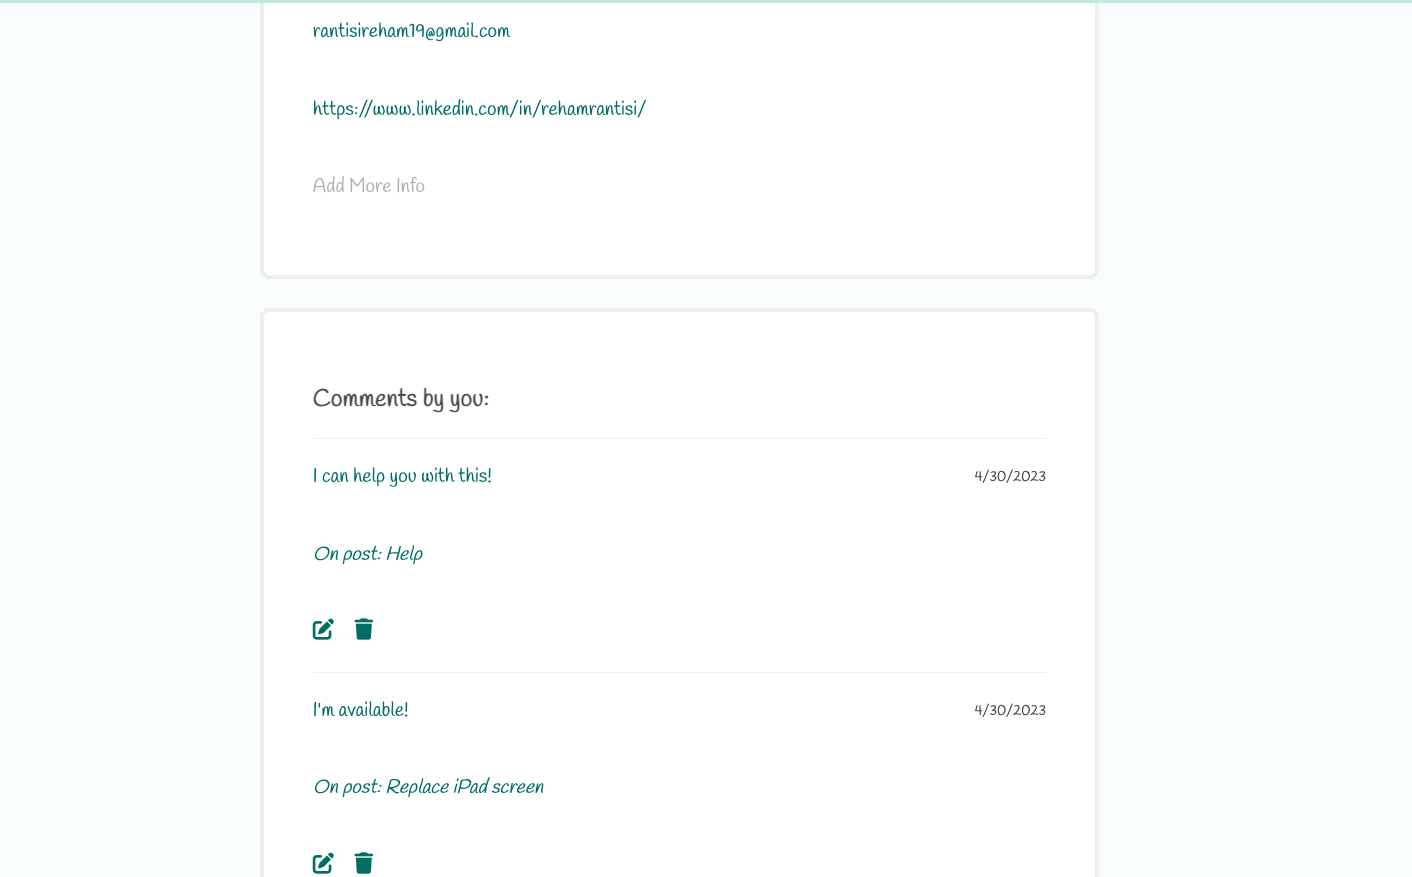 rantisireham19@gmail.com
https://www.linkedin.com/in/rehamrantisi/
Add More Info
Comments by you:
I can help you with this! 4/30/2023
On post: Help
I'm available! 4/30/2023
On post: Replace iPad screen